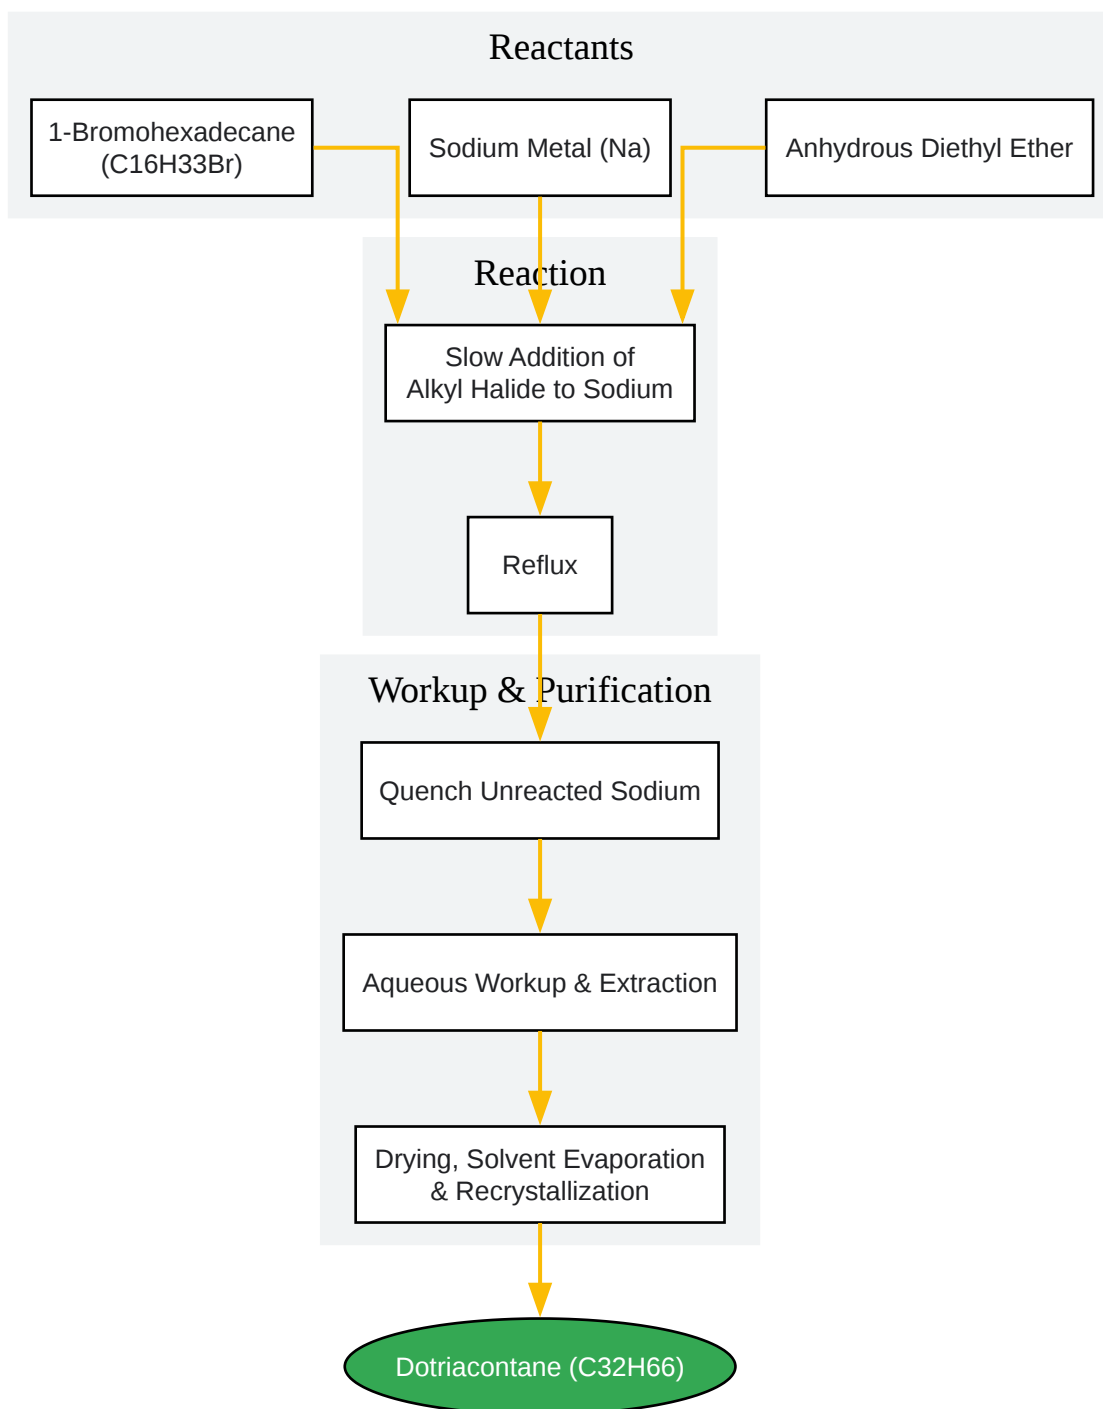 Reactants
1-Bromohexadecane
(C16H33Br)
Sodium Metal (Na)
Anhydrous Diethyl Ether
Reaction
Slow Addition of
Alkyl Halide to Sodium
Reflux
Workup & Purification
Quench Unreacted Sodium
Aqueous Workup & Extraction
Drying, Solvent Evaporation
& Recrystallization
Dotriacontane (C32H66)